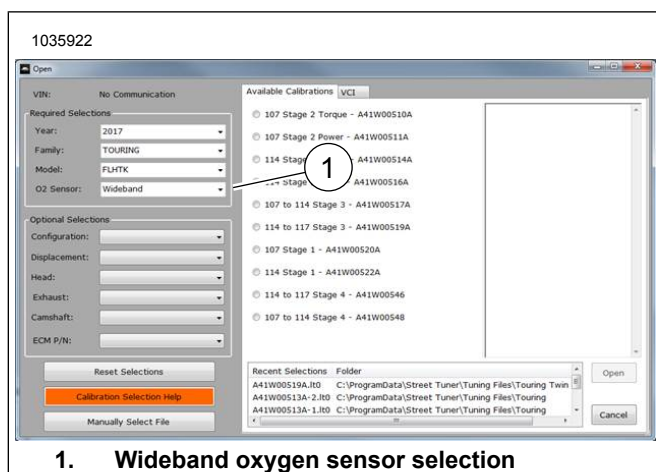 1035922
Open
VIN: No Communication
Required Selections
Year: 2017
Family: TOURING
Model: FLHTK
O2 Sensor: Wideband
Optional Selections
Configuration:
Displacement:
Head:
Exhaust:
Camshaft:
ECM P/N:
Reset Selections
Calibration Selection Help
Manually Select File
Available Calibrations VCI
107 Stage 2 Torque - A41W00510A
107 Stage 2 Power - A41W00511A
114 Stage - A41W00514A
114 Stage A41W00516A
107 to 114 Stage 3 - A41W00517A
114 to 117 Stage 3 - A41W00519A
107 Stage 1 - A41W00520A
114 Stage 1 - A41W00522A
114 to 117 Stage 4 - A41W00546
107 to 114 Stage 4 - A41W00548
1
Recent Selections Folder
A41W00519A.lt0 C:\ProgramData\Street Tuner\Tuning Files\Touring Twin
A41W00513A-2.lt0 C:\ProgramData\Street Tuner\Tuning Files\Touring
A41W00513A-1.lt0 C:\ProgramData\Street Tuner\Tuning Files\Touring
Open
Cancel
1. Wideband oxygen sensor selection